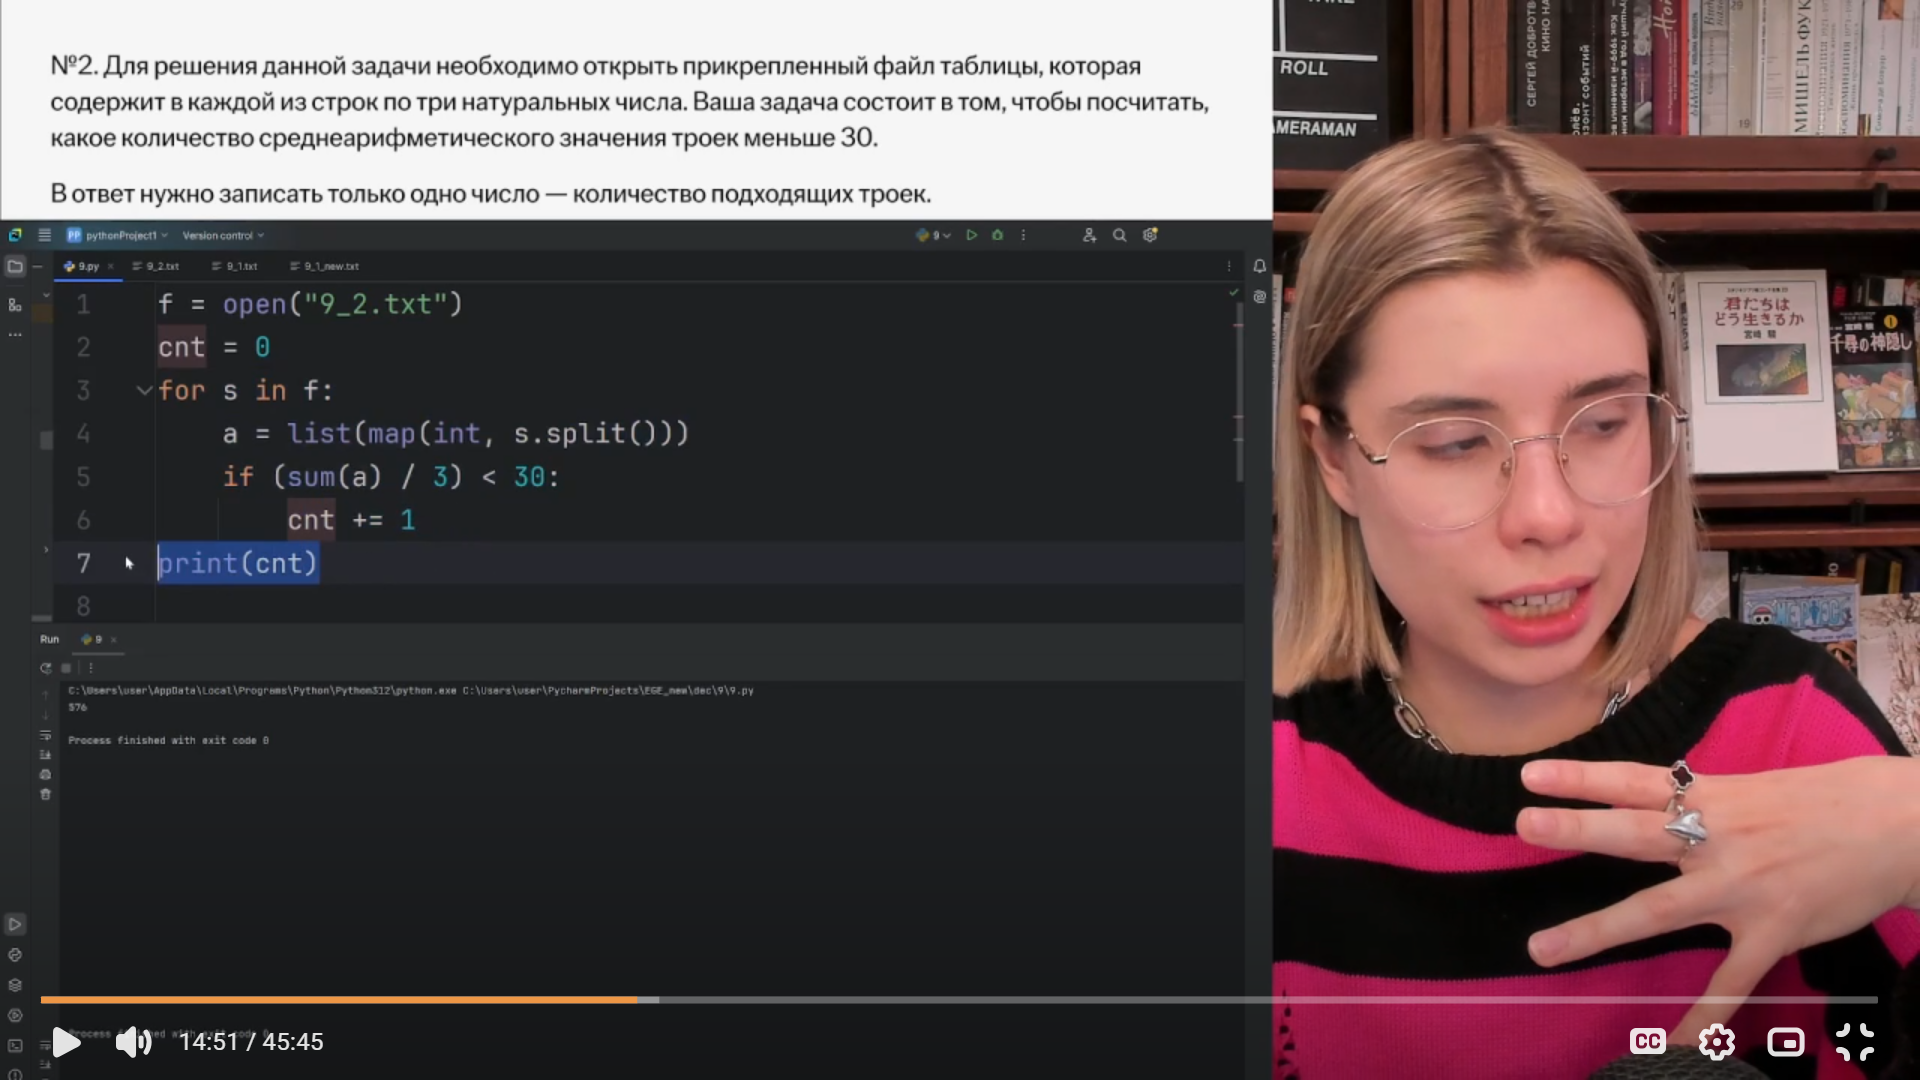 №2. Для решения данной задачи необходимо открыть прикрепленный файл таблицы, которая
содержит в каждой из строк по три натуральных числа. Ваша задача состоит в том, чтобы посчитать,
какое количество среднеарифметического значения троек меньше 30.
В ответ нужно записать только одно число — количество подходящих троек.
PP pythonProject1 Version control 9
9.py 9_2.txt 9_1.txt 9_1_new.txt
1 f = open("9_2.txt")
2 cnt = 0
3 for s in f:
4 a = list(map(int, s.split()))
5 if (sum(a) / 3) < 30:
6 cnt += 1
7 print(cnt)
8
Run 9
C:\Users\user\AppData\Local\Programs\Python\Python312\python.exe C:\Users\user\PycharmProjects\EGE_new\dec\9\9.py
576
Process finished with exit code 0
14:51 / 45:45
CC
ROLL
AMERAMAN
СЕРГЕЙ ДОБРОТВ
КИНО НА
МИШЕЛЬ ФУК
19
君たちは
どう生きるか
宮崎 駿
千尋の神隠し
ONE PIECE